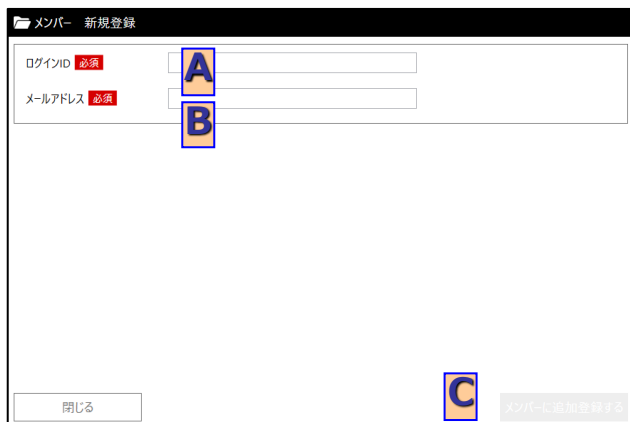 メンバー 新規登録
ログインID 必須
A
メールアドレス 必須
B
C
閉じる
メンバーに追加登録する